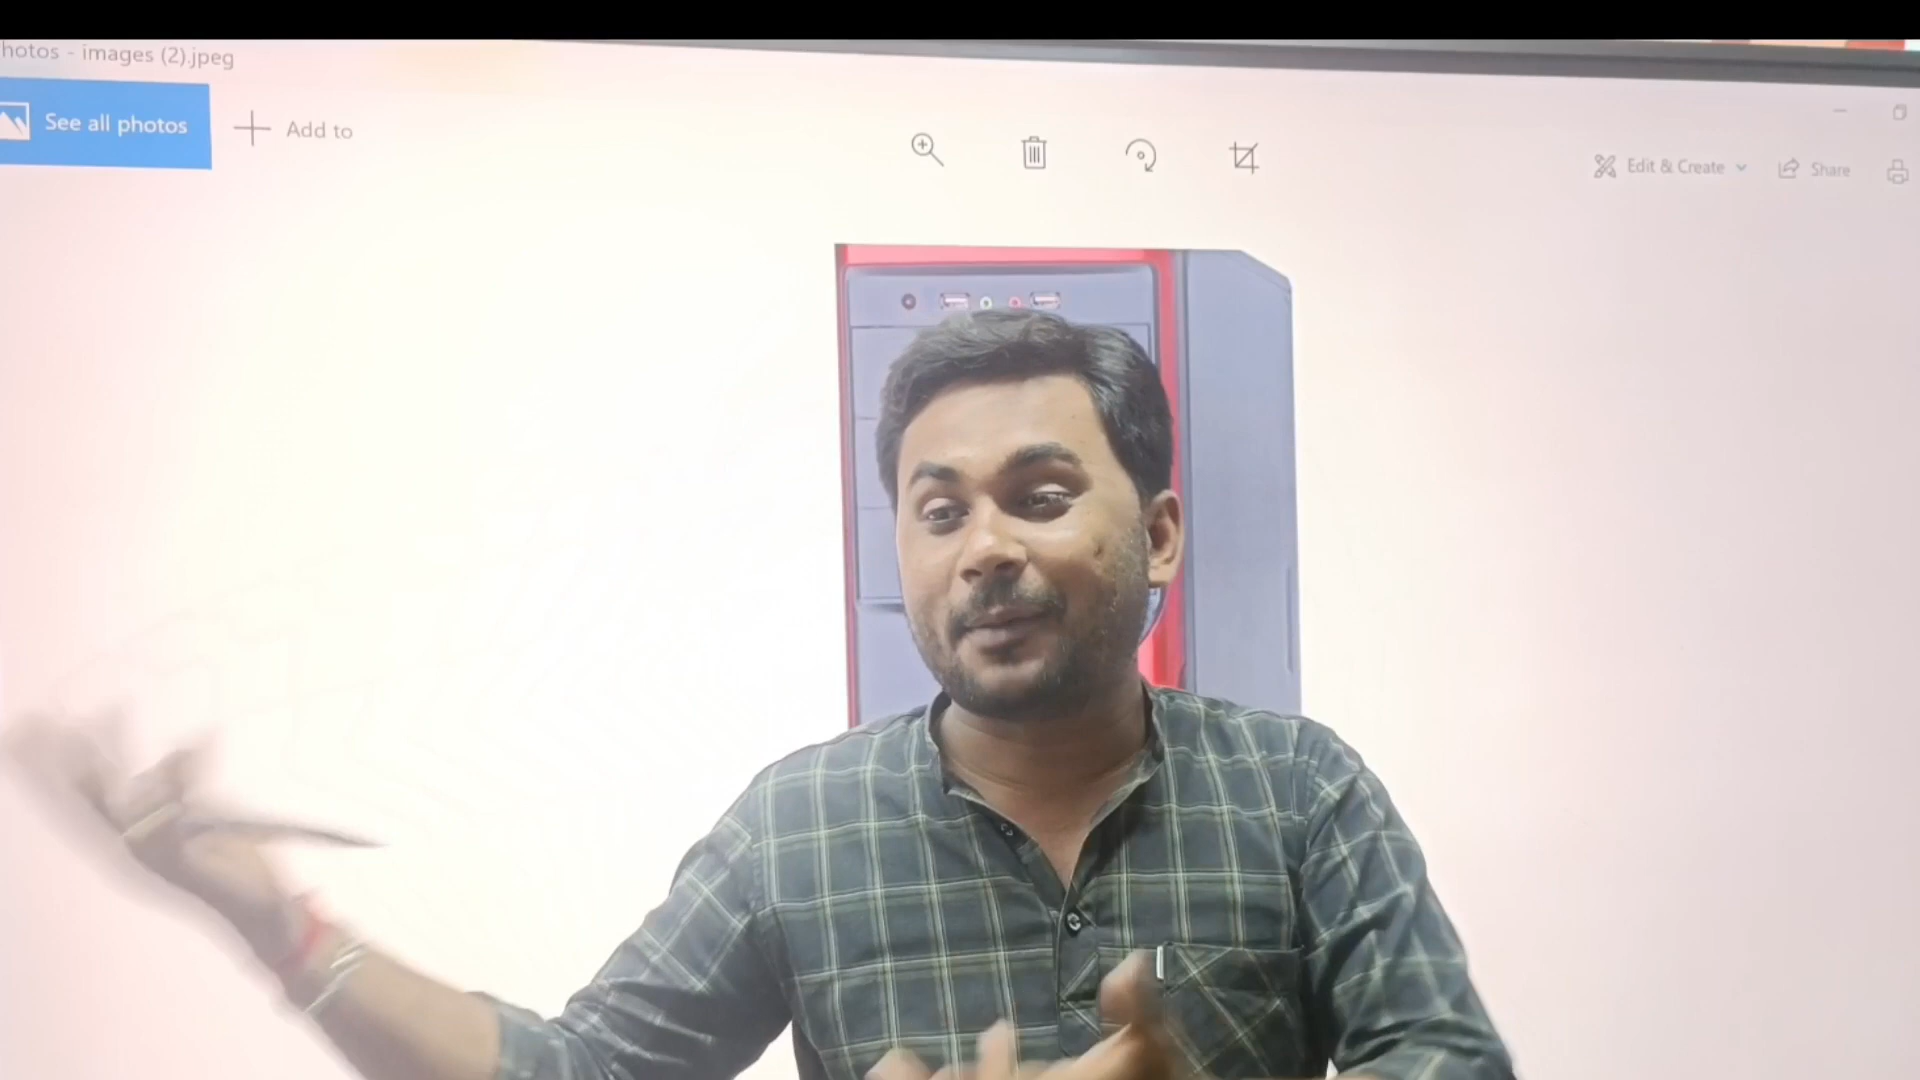 hotos - images (2).jpeg
See all photos
Add to
Edit & Create
Share